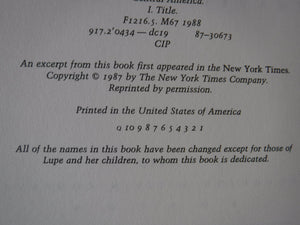 Central America.
I. Title.
F1216.5. M67 1988
917.2'0434—dc19 87-30673
CIP
An excerpt from this book first appeared in the New York Times.
Copyright © 1987 by The New York Times Company.
Reprinted by permission.
Printed in the United States of America
Q 10 9 8 7 6 5 4 3 2 1
All of the names in this book have been changed except for those of
Lupe and her children, to whom this book is dedicated.